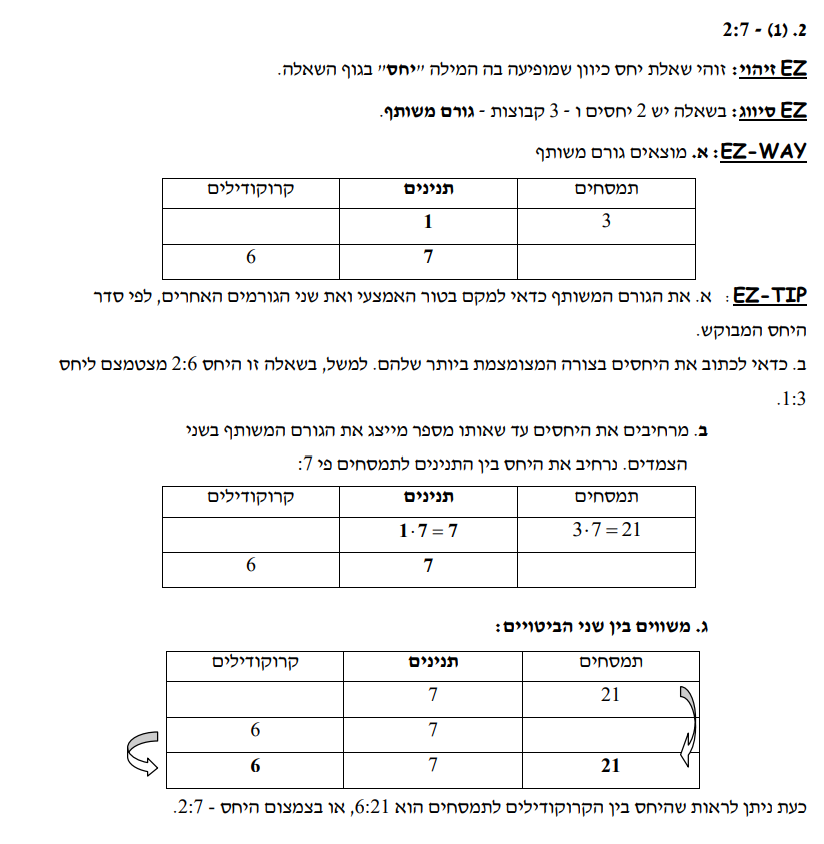 2. (1) - 2:7
EZ זיהוי: זוהי שאלת יחס כיוון שמופיעה בה המילה "יחס" בגוף השאלה.
EZ סיווג: בשאלה יש 2 יחסים ו - 3 קבוצות - גורם משותף.
EZ-WAY: א. מוצאים גורם משותף
תמסחים תנינים קרוקודילים
3 1
7 6
EZ-TIP : א. את הגורם המשותף כדאי למקם בטור האמצעי ואת שני הגורמים האחרים, לפי סדר
היחס המבוקש.
ב. כדאי לכתוב את היחסים בצורה המצומצמת ביותר שלהם. למשל, בשאלה זו היחס 2:6 מצטמצם ליחס
1:3.
ב. מרחיבים את היחסים עד שאותו מספר מייצג את הגורם המשותף בשני
הצמדים. נרחיב את היחס בין התנינים לתמסחים פי 7:
תמסחים תנינים קרוקודילים
3·7 = 21 1·7 = 7
7 6
ג. משווים בין שני הביטויים:
תמסחים תנינים קרוקודילים
21 7
7 6
21 7 6
כעת ניתן לראות שהיחס בין הקרוקודילים לתמסחים הוא 6:21, או בצמצום היחס - 2:7.